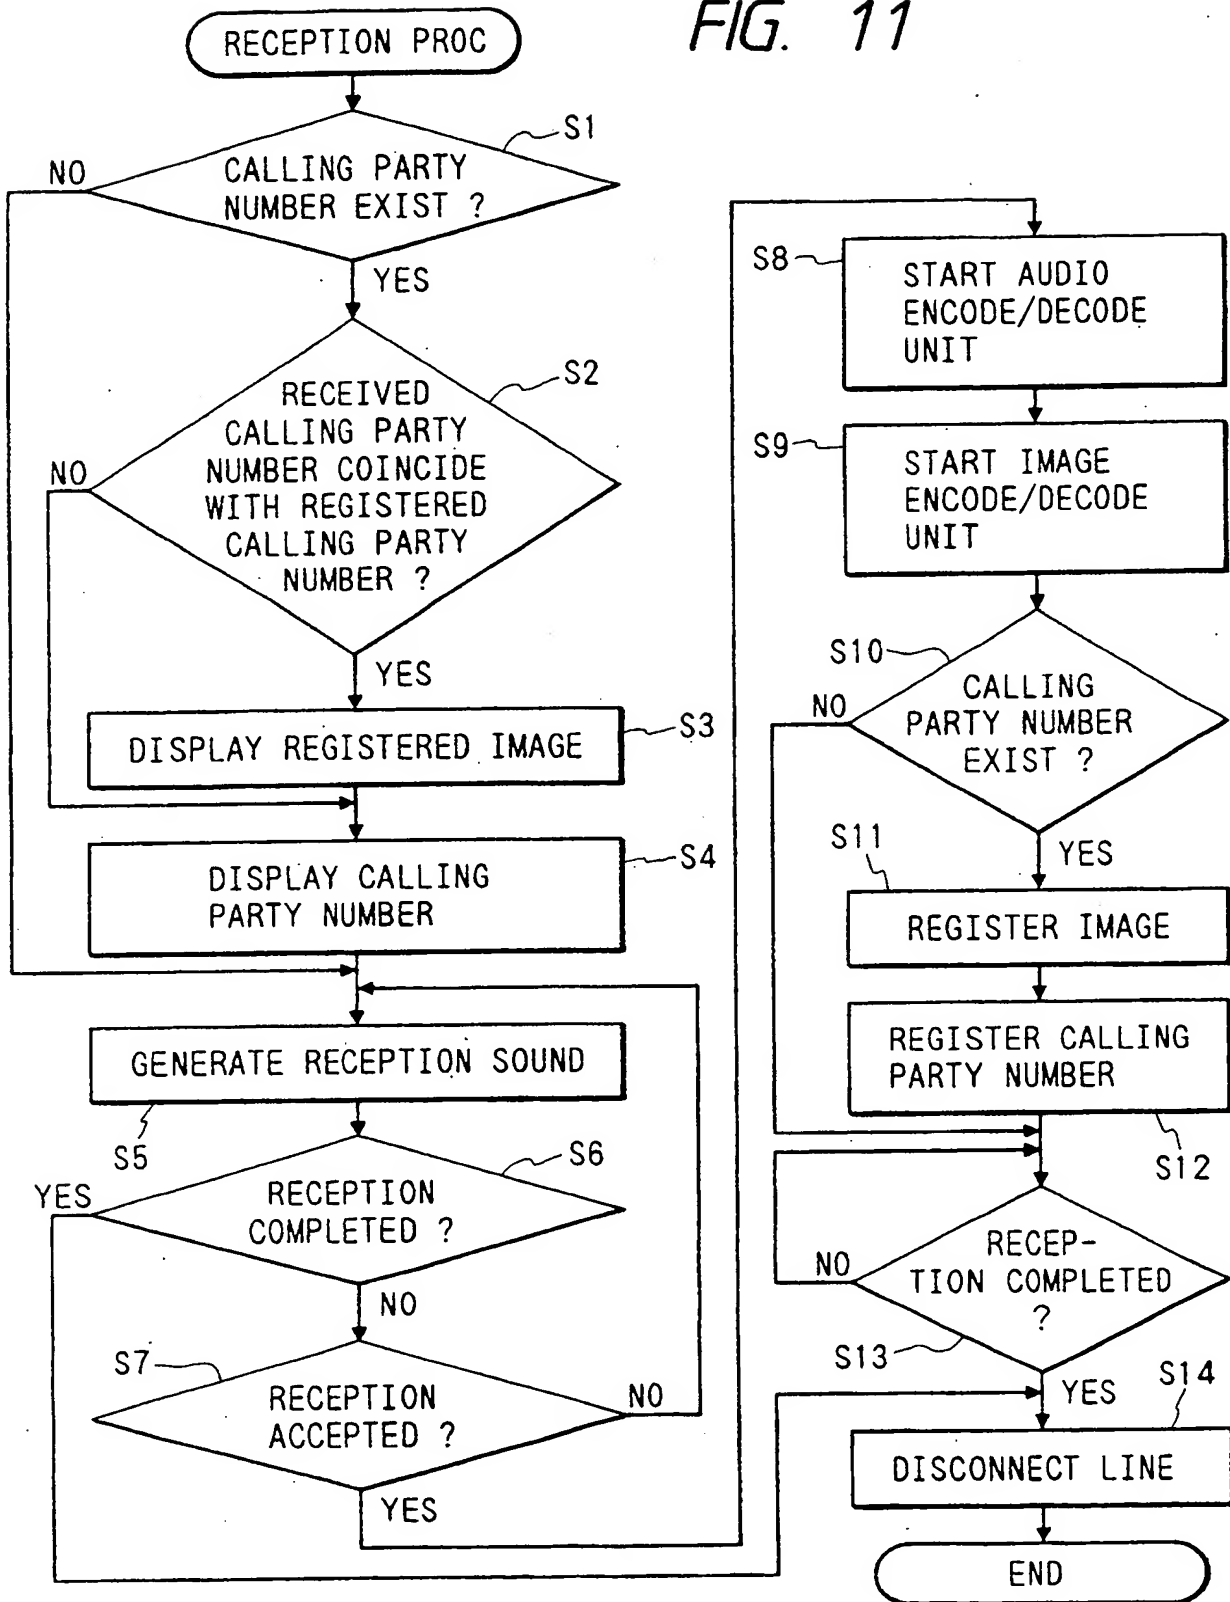 FIG. 11
RECEPTION PROC
S1
CALLING PARTY
NUMBER EXIST ?
NO
YES
S2
RECEIVED
CALLING PARTY
NUMBER COINCIDE
WITH REGISTERED
CALLING PARTY
NUMBER ?
NO
YES
S3
DISPLAY REGISTERED IMAGE
S4
DISPLAY CALLING
PARTY NUMBER
GENERATE RECEPTION SOUND
S5
S6
YES
RECEPTION
COMPLETED ?
NO
S7
RECEPTION
ACCEPTED ?
NO
YES
S8
START AUDIO
ENCODE/DECODE
UNIT
S9
START IMAGE
ENCODE/DECODE
UNIT
S10
CALLING
PARTY NUMBER
EXIST ?
NO
YES
S11
REGISTER IMAGE
REGISTER CALLING
PARTY NUMBER
S12
RECEP-
TION COMPLETED
?
NO
S13
YES
S14
DISCONNECT LINE
END